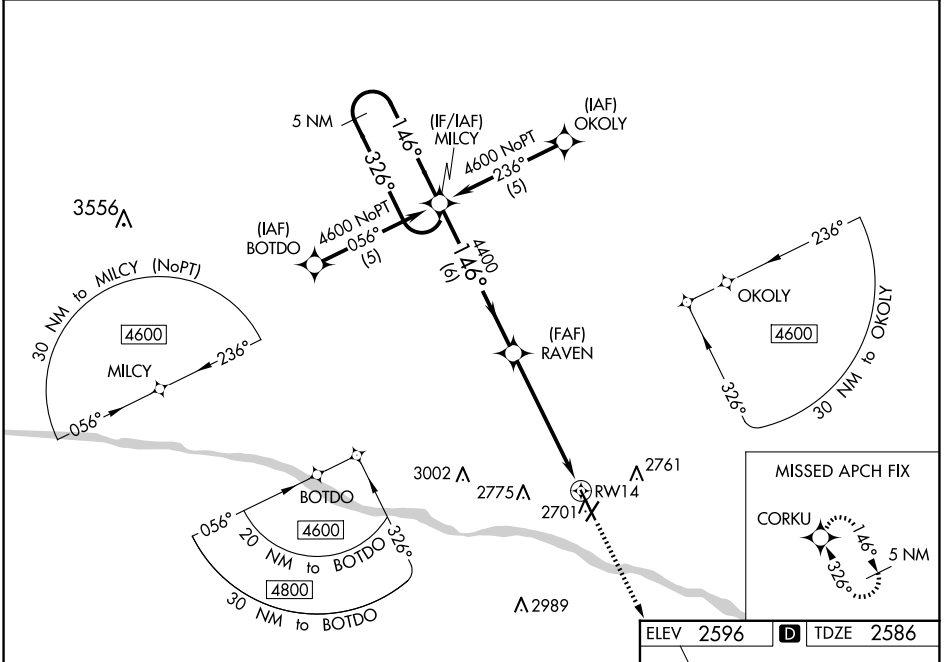 5 NM
146°
326°
(IF/IAF)
MILCY
(IAF)
OKOLY
4600 NoPT
236°
(5)
3556
(IAF)
BOTDO
4600 NoPT
056°
(5)
4400
146°
(6)
(FAF)
RAVEN
30 NM to MILCY (NoPT)
4600
MILCY
236°
056°
236°
OKOLY
4600
326°
30 NM to OKOLY
BOTDO
056°
4600
326°
20 NM to BOTDO
4800
30 NM to BOTDO
3002
2775
2761
RW14
2701
2989
MISSED APCH FIX
CORKU
146°
326°
5 NM
ELEV 2596 D TDZE 2586